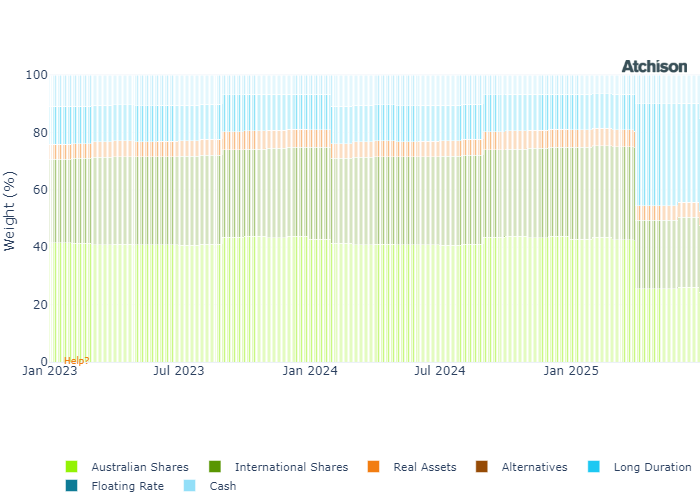 Atchison
Weight (%)
100
80
60
40
20
0
Help?
Jan 2023 Jul 2023 Jan 2024 Jul 2024 Jan 2025
Australian Shares International Shares Real Assets Alternatives Long Duration
Floating Rate Cash